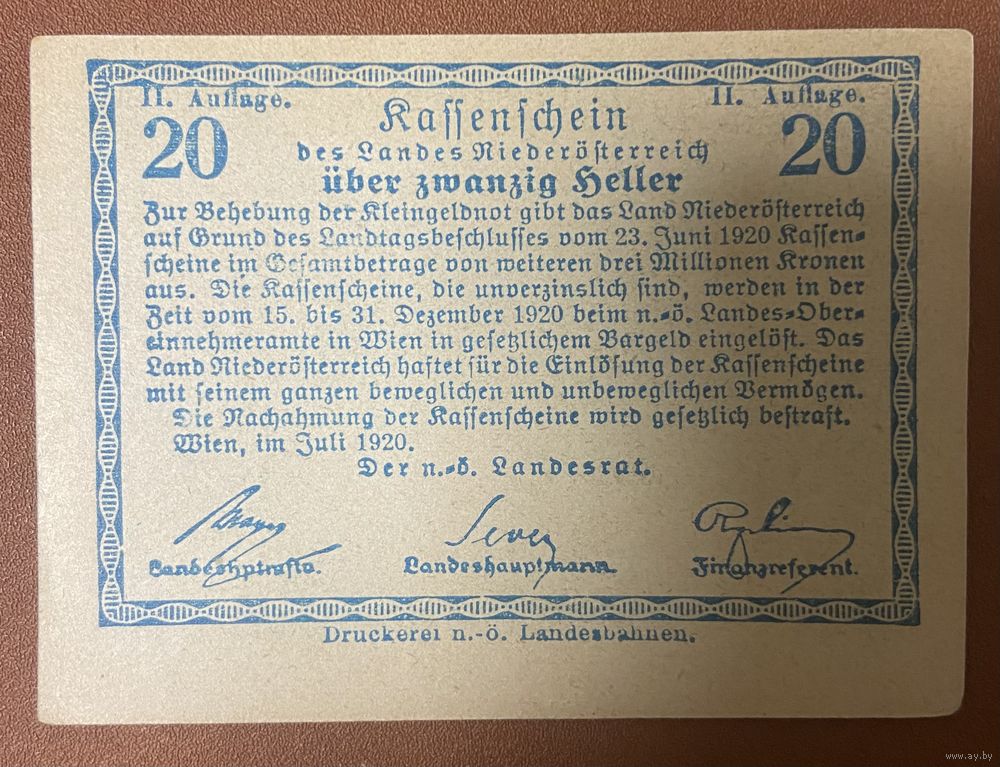 II. Auflage. II. Auflage.
20 Kassenschein 20
des Landes Niederösterreich
über zwanzig Heller
Zur Behebung der Kleingeldnot gibt das Land Niederösterreich
auf Grund des Landtagsbeschlusses vom 23. Juni 1920 Kassen-
scheine im Gesamtbetrage von weiteren drei Millionen Kronen
aus. Die Kassenscheine, die unverzinslich sind, werden in der
Zeit vom 15. bis 31. Dezember 1920 beim n.-ö. Landes-Ober-
einnehmeramte in Wien in gesetzlichem Bargeld eingelöst. Das
Land Niederösterreich haftet für die Einlösung der Kassenscheine
mit seinem ganzen beweglichen und unbeweglichen Vermögen.
Die Nachahmung der Kassenscheine wird gesetzlich bestraft.
Wien, im Juli 1920.
Der n.-ö. Landesrat.
Sever
Landeshptmsto. Landeshauptmann. Finanzreferent.
Druckerei n.-ö. Landesbahnen.
www.ay.by